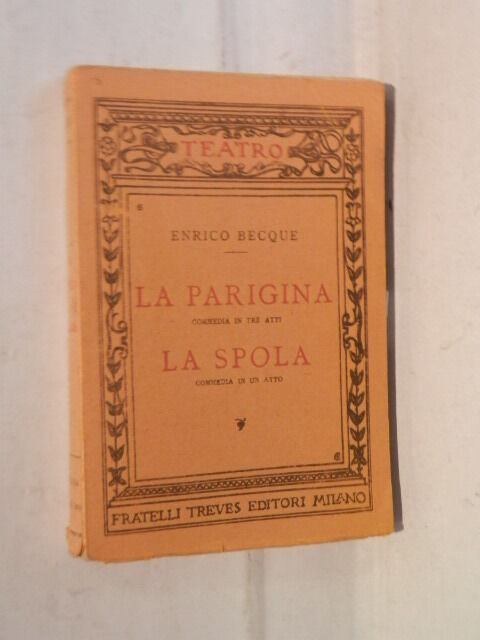 TEATRO
ENRICO BECQUE
LA PARIGINA
COMMEDIA IN TRE ATTI
LA SPOLA
COMMEDIA IN UN ATTO
FRATELLI TREVES EDITORI MILANO